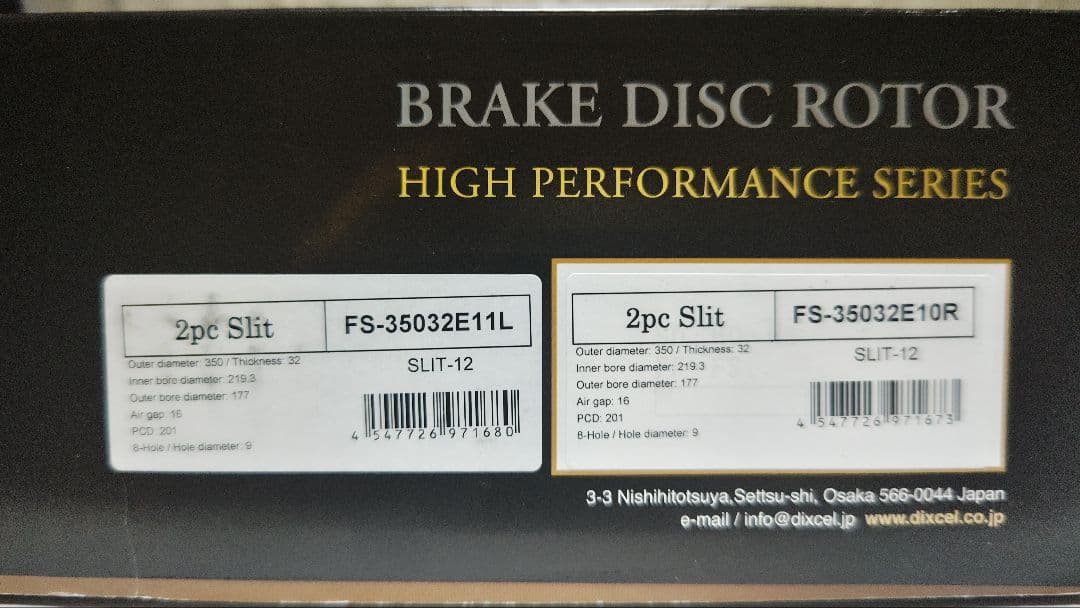 BRAKE DISC ROTOR
HIGH PERFORMANCE SERIES
2pc Slit
FS-35032E11L
SLIT-12
Outer diameter: 350 / Thickness: 32
Inner bore diameter: 219.3
Outer bore diameter: 177
Air gap: 16
PCD: 201
8-Hole / Hole diameter: 9
4 547726 971680
2pc Slit
FS-35032E10R
SLIT-12
Outer diameter: 350 / Thickness: 32
Inner bore diameter: 219.3
Outer bore diameter: 177
Air gap: 16
PCD: 201
8-Hole / Hole diameter: 9
4 547726 971673
3-3 Nishihitotsuya,Settsu-shi, Osaka 566-0044 Japan
e-mail / info@dixcel.jp www.dixcel.co.jp